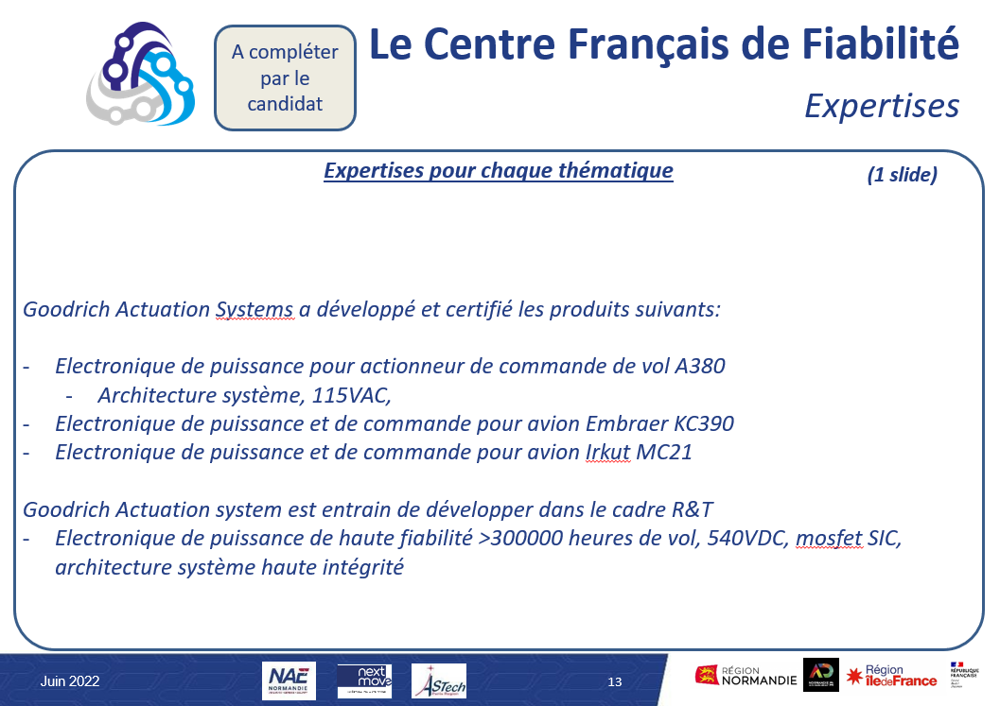 A compléter
par le
candidat
Le Centre Français de Fiabilité
Expertises
Expertises pour chaque thématique
(1 slide)
Goodrich Actuation Systems a développé et certifié les produits suivants:
- Electronique de puissance pour actionneur de commande de vol A380
- Architecture système, 115VAC,
- Electronique de puissance et de commande pour avion Embraer KC390
- Electronique de puissance et de commande pour avion Irkut MC21
Goodrich Actuation system est entrain de développer dans le cadre R&T
- Electronique de puissance de haute fiabilité >300000 heures de vol, 540VDC, mosfet SIC,
architecture système haute intégrité
Juin 2022
NAE
NORMANDIE
next
move
ASTech
13
RÉGION
NORMANDIE
AD
Région
îledeFrance
RÉPUBLIQUE
FRANÇAISE